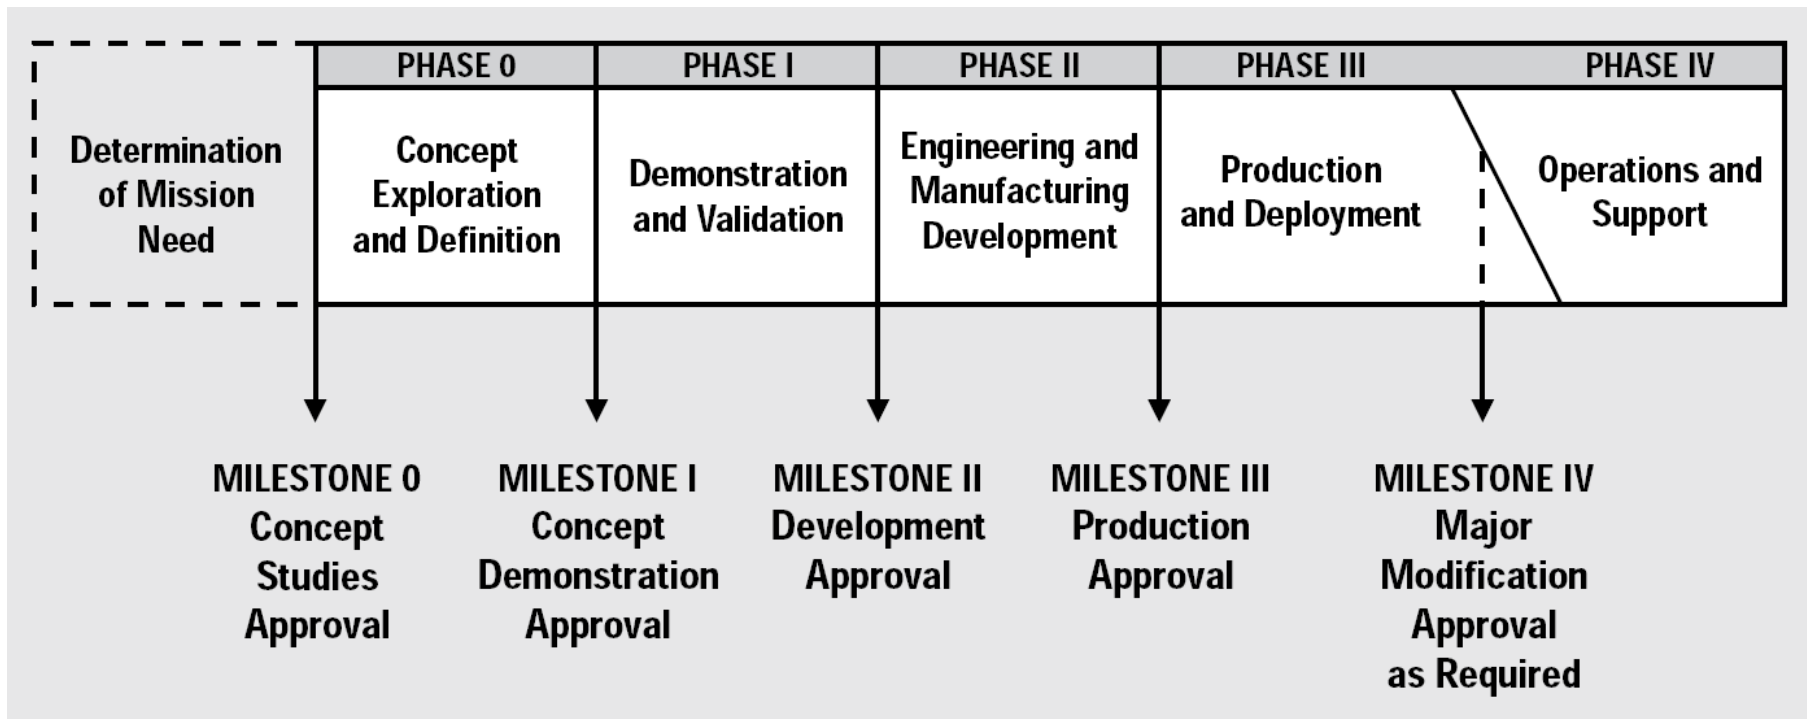 PHASE 0
PHASE I
PHASE II
PHASE III
PHASE IV
Determination
of Mission
Need
Concept
Exploration
and Definition
Demonstration
and Validation
Engineering and
Manufacturing
Development
Production
and Deployment
Operations and
Support
MILESTONE 0
Concept
Studies
Approval
MILESTONE I
Concept
Demonstration
Approval
MILESTONE II
Development
Approval
MILESTONE III
Production
Approval
MILESTONE IV
Major
Modification
Approval
as Required